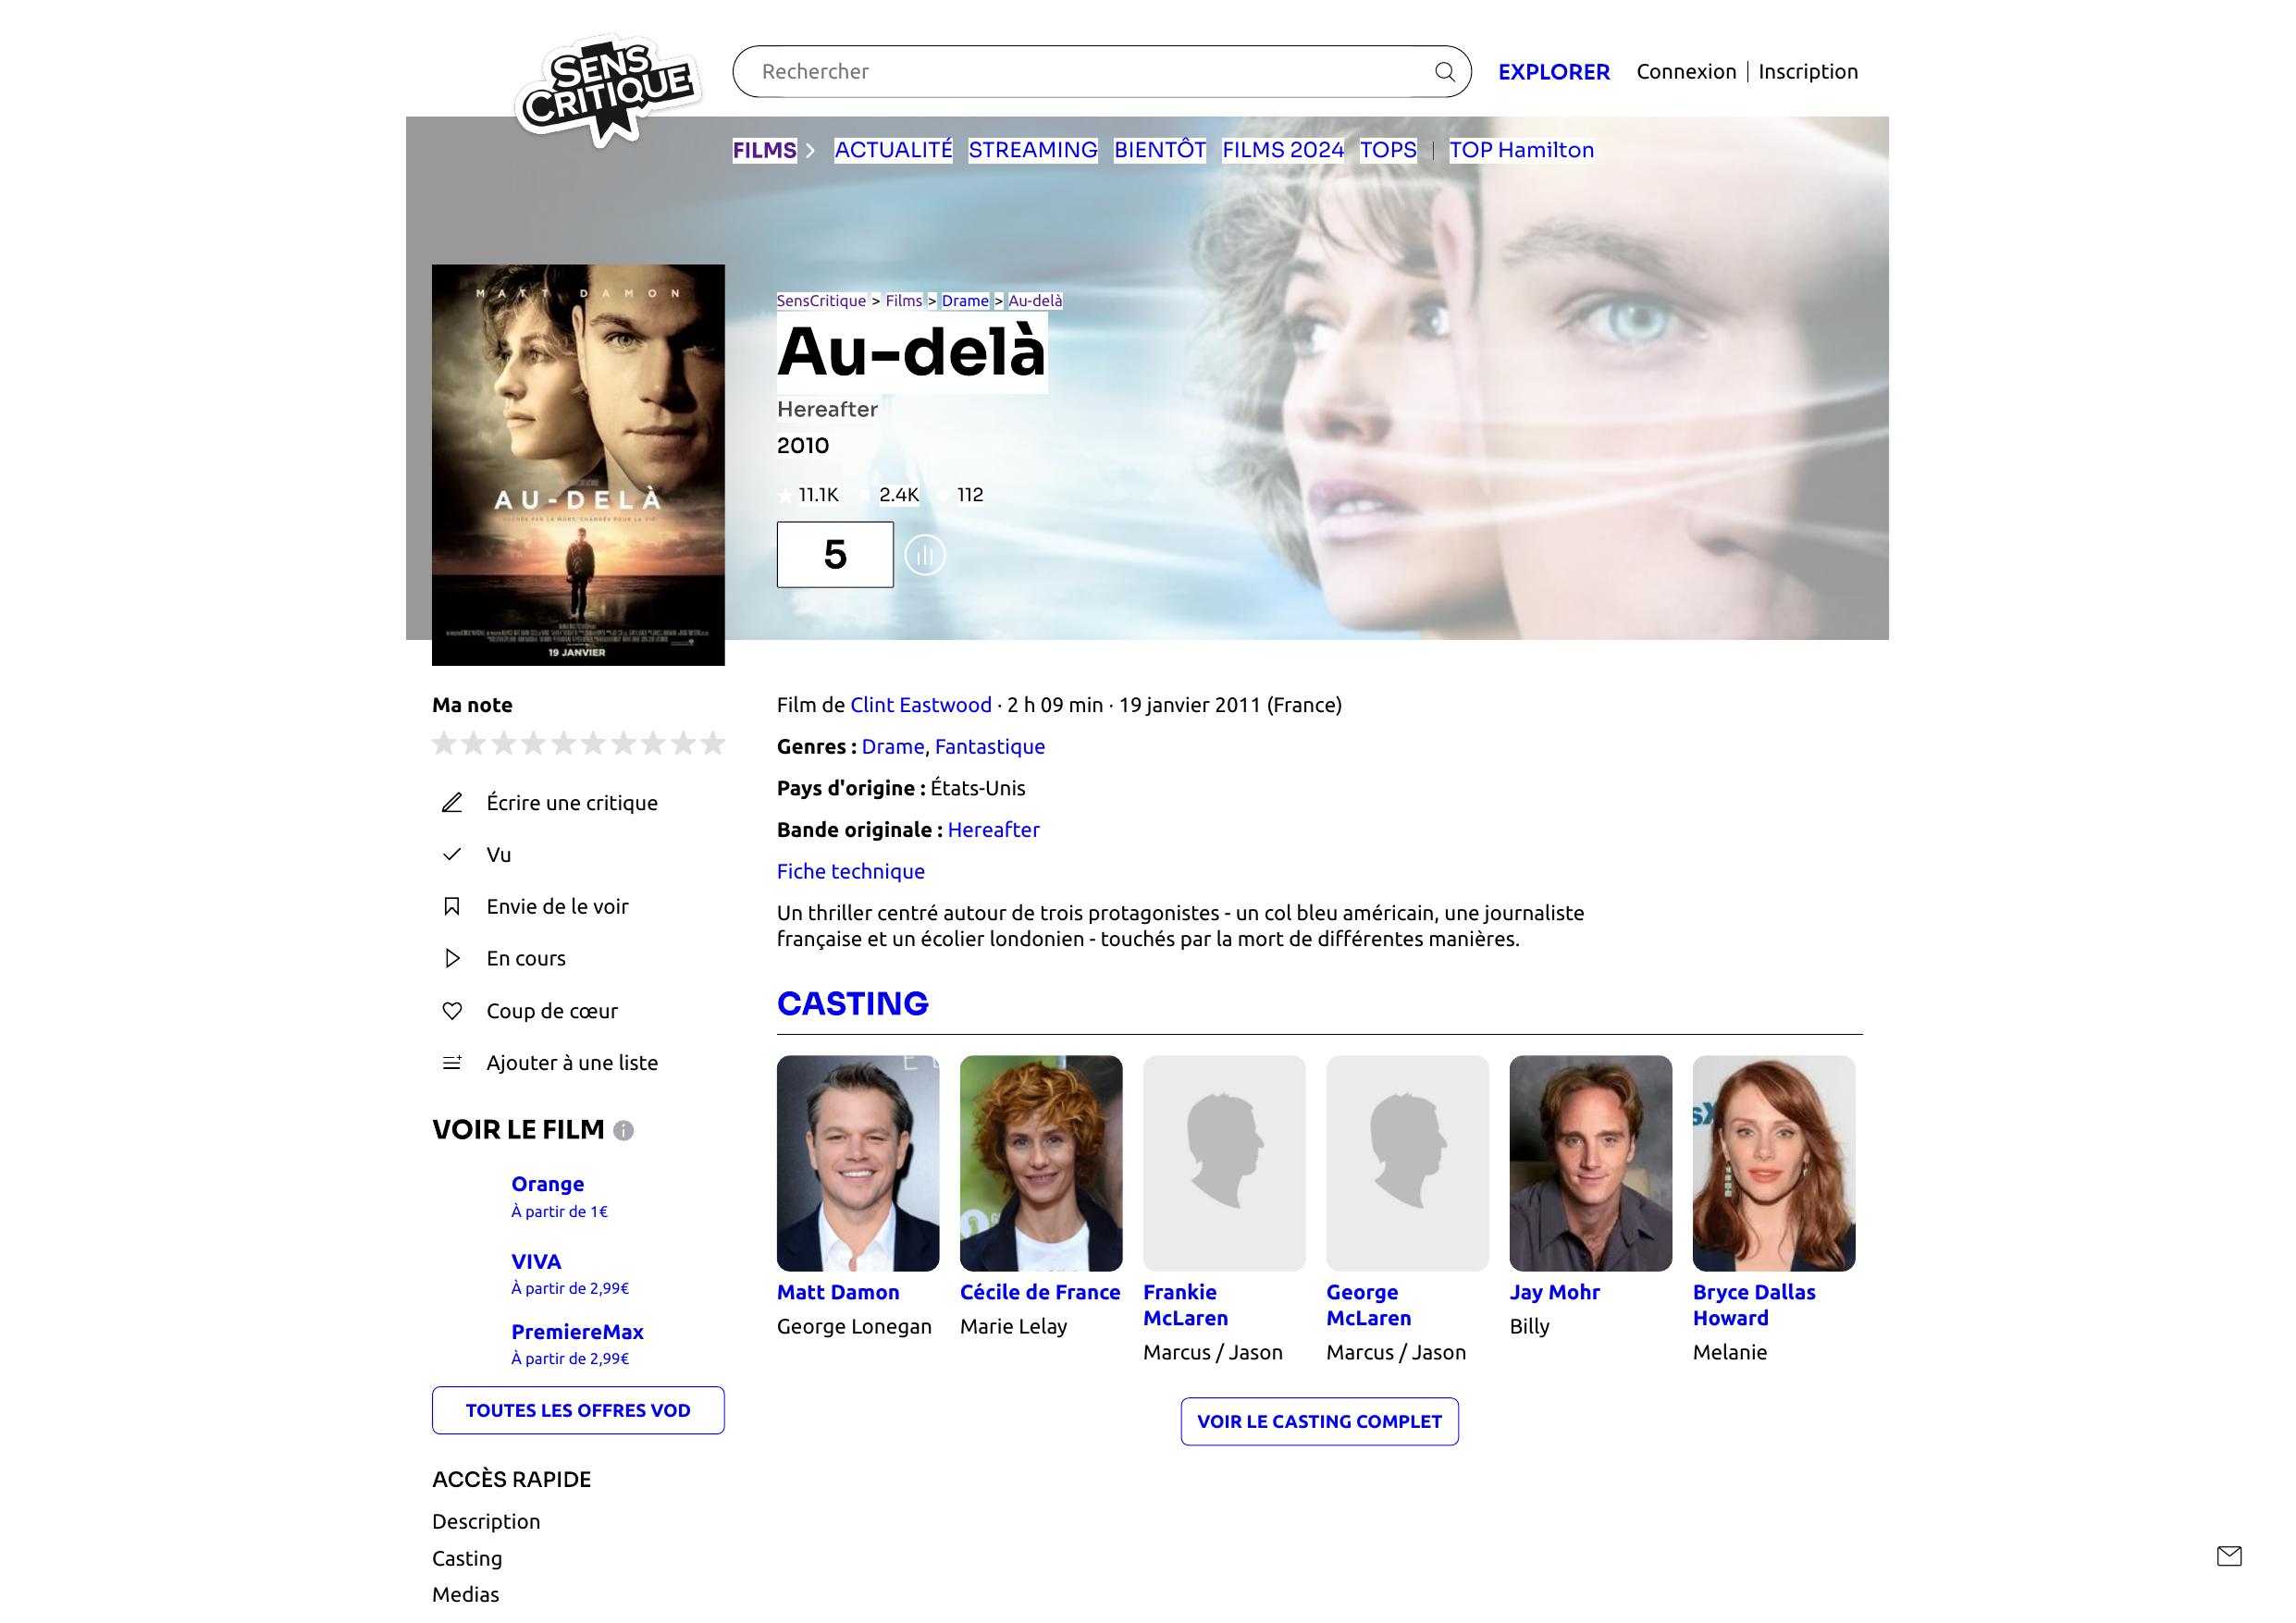 SENS
CRITIQUE
Rechercher
EXPLORER
Connexion
Inscription
FILMS
ACTUALITÉ
STREAMING
BIENTÔT
FILMS 2024
TOPS
TOP Hamilton
MATT DAMON
AU-DELÀ
19 JANVIER
SensCritique > Films > Drame > Au-delà
Au-delà
Hereafter
2010
11.1K 2.4K 112
5
Ma note
Écrire une critique
Vu
Envie de le voir
En cours
Coup de cœur
Ajouter à une liste
VOIR LE FILM
Orange
À partir de 1€
VIVA
À partir de 2,99€
PremiereMax
À partir de 2,99€
TOUTES LES OFFRES VOD
ACCÈS RAPIDE
Description
Casting
Medias
Film de Clint Eastwood · 2 h 09 min · 19 janvier 2011 (France)
Genres : Drame, Fantastique
Pays d'origine : États-Unis
Bande originale : Hereafter
Fiche technique
Un thriller centré autour de trois protagonistes - un col bleu américain, une journaliste
française et un écolier londonien - touchés par la mort de différentes manières.
CASTING
Matt Damon
George Lonegan
Cécile de France
Marie Lelay
Frankie
McLaren
Marcus / Jason
George
McLaren
Marcus / Jason
Jay Mohr
Billy
Bryce Dallas
Howard
Melanie
VOIR LE CASTING COMPLET